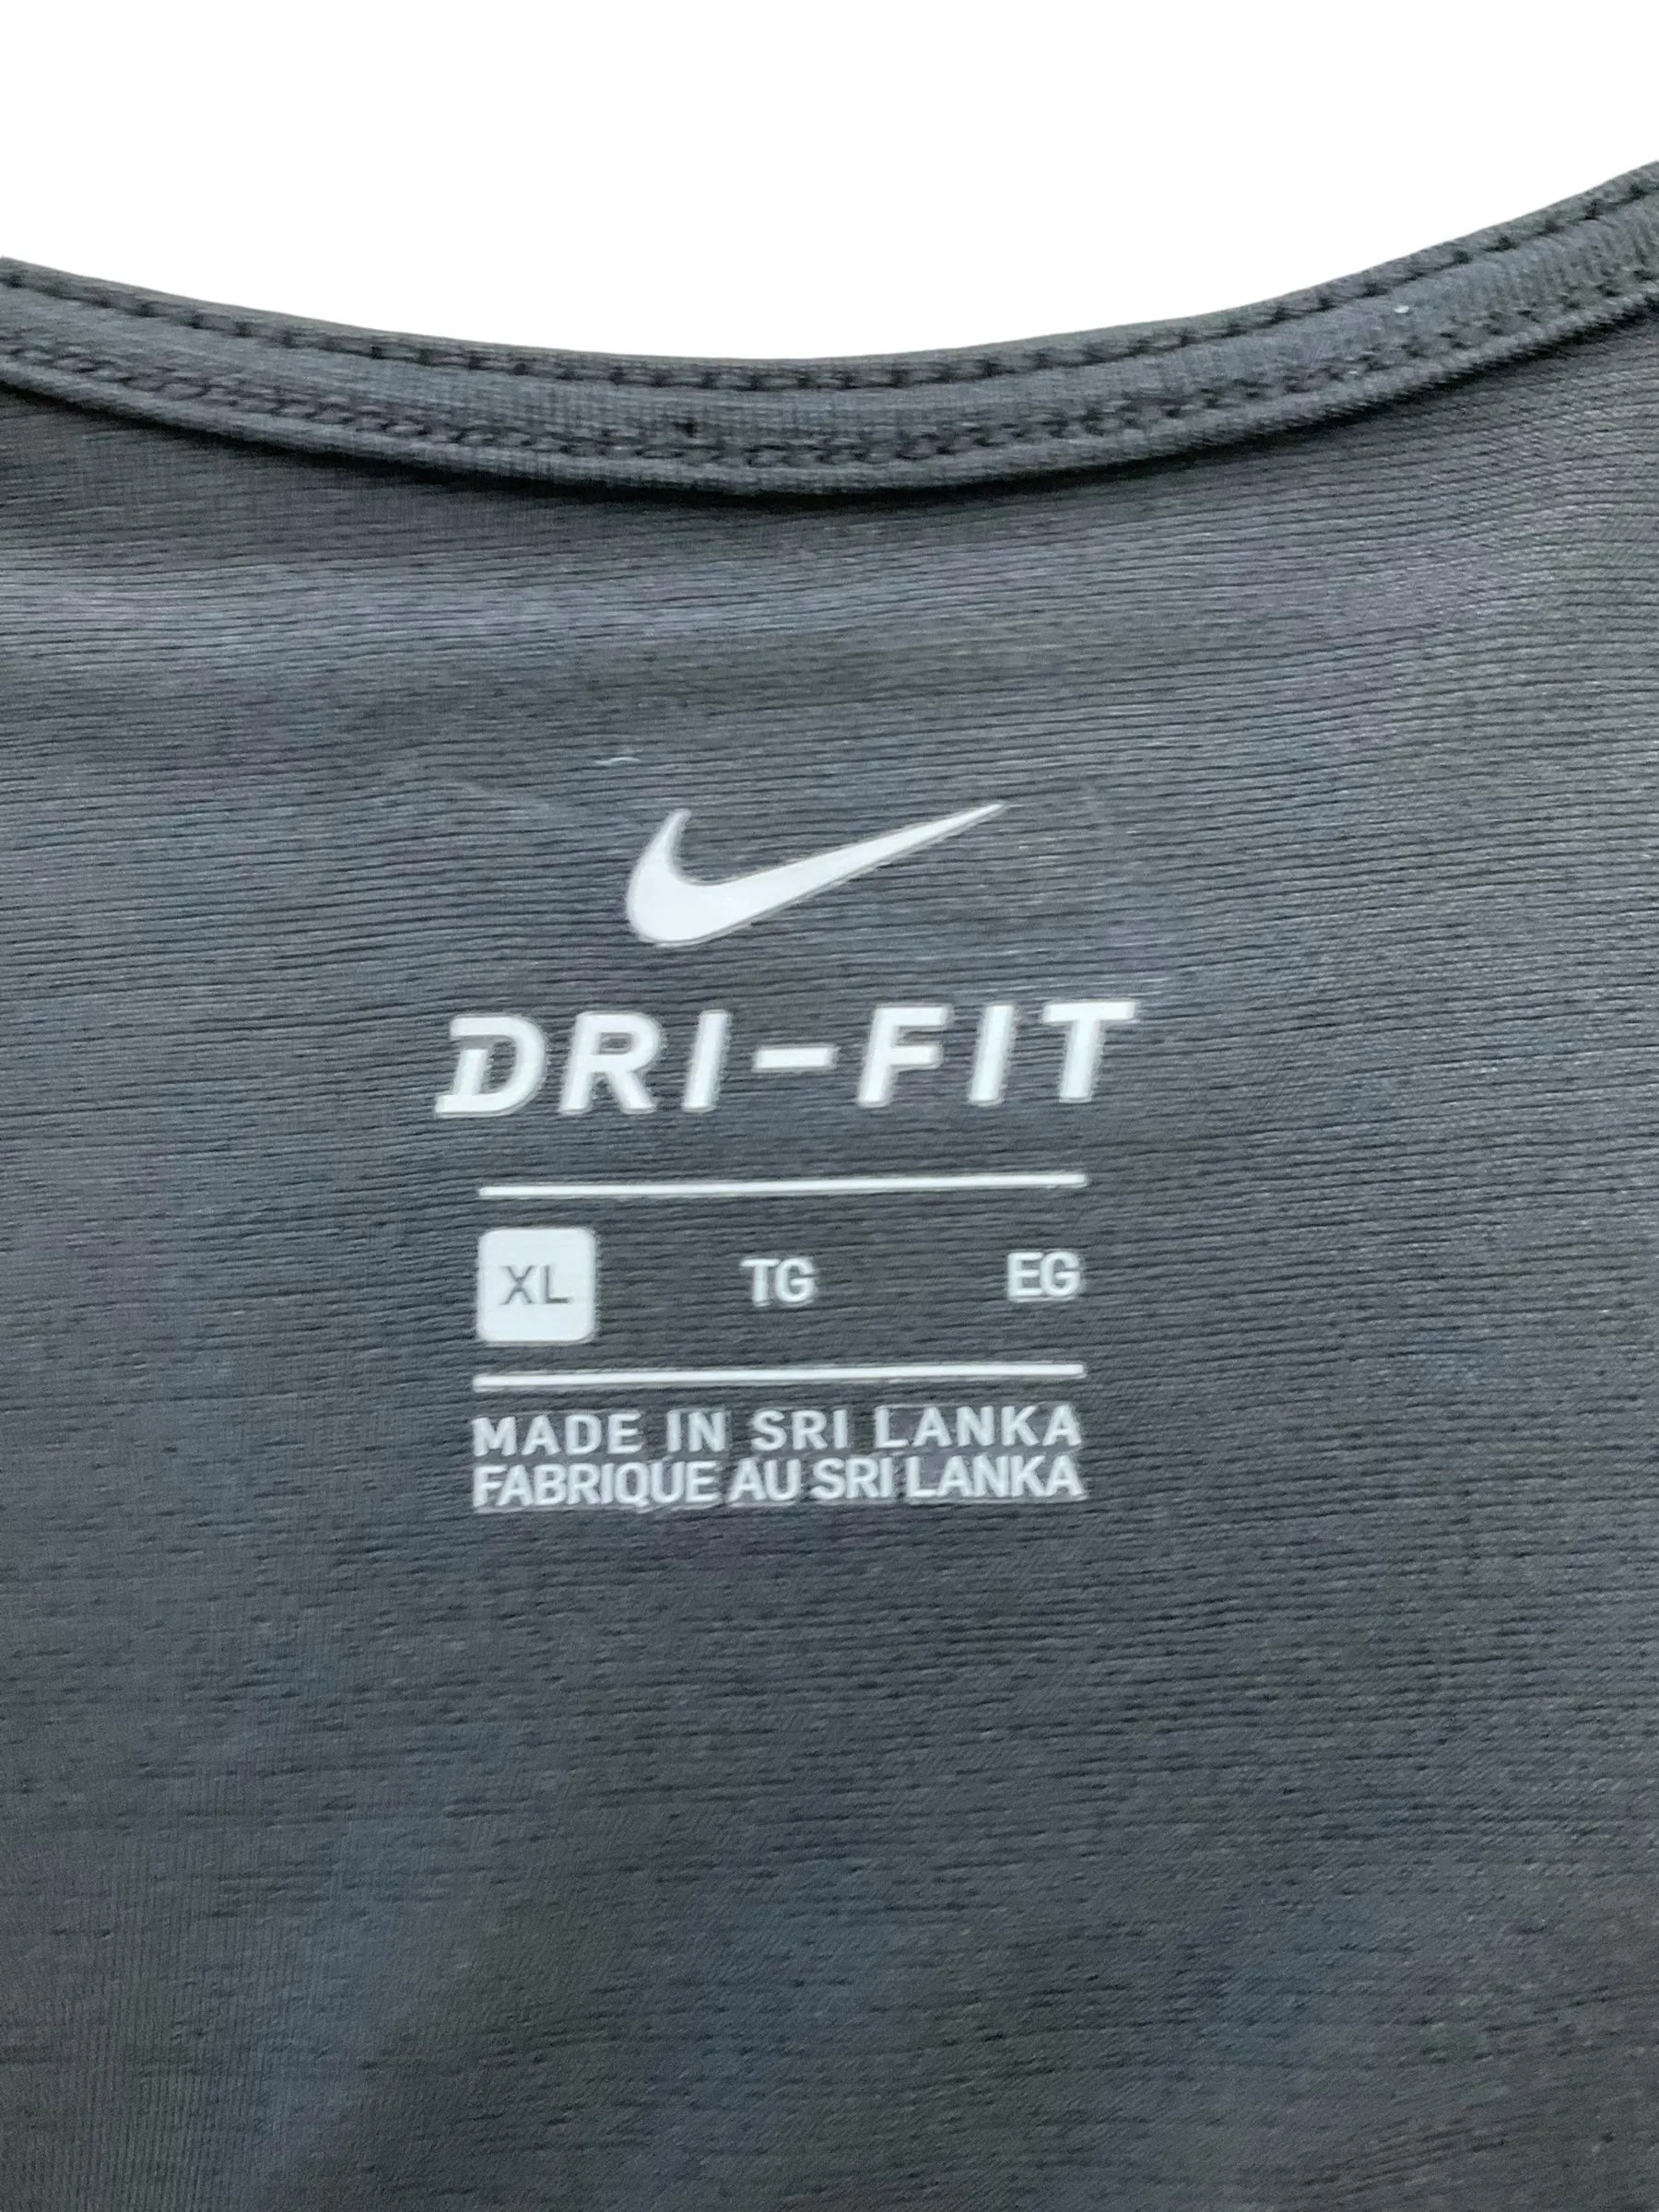 DRI-FIT
XL TG EG
MADE IN SRI LANKA
FABRIQUE AU SRI LANKA